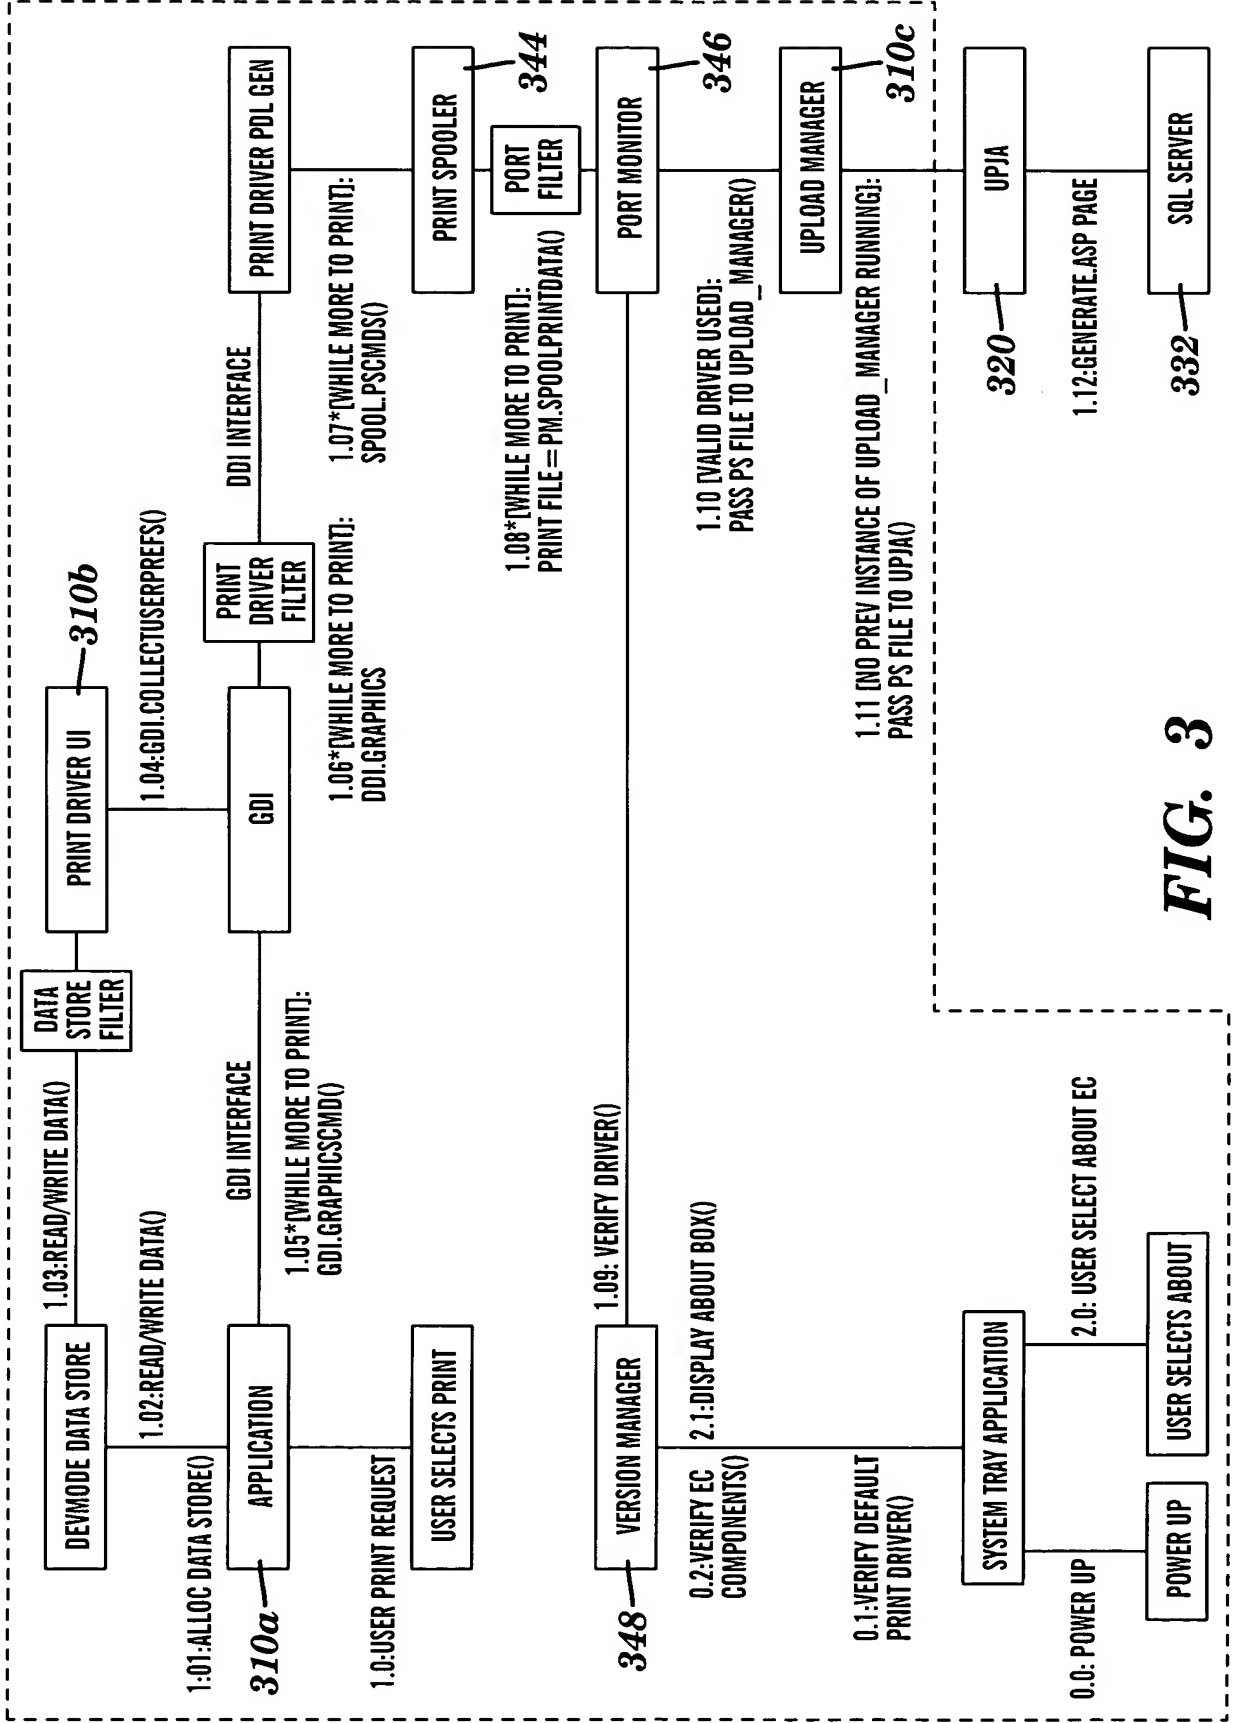 DEVMODE DATA STORE
1.03:READ/WRITE DATA()
DATA
STORE
FILTER
PRINT DRIVER UI
310b
1:01:ALLOC DATA STORE()
1.02:READ/WRITE DATA()
1.04:GDI.COLLECTUSERPREFS()
310a
APPLICATION
GDI INTERFACE
GDI
PRINT
DRIVER
FILTER
DDI INTERFACE
PRINT DRIVER PDL GEN
1.05*[WHILE MORE TO PRINT]:
GDI.GRAPHICSCMD()
1.06*[WHILE MORE TO PRINT]:
DDI.GRAPHICS
1.07*[WHILE MORE TO PRINT]:
SPOOL.PSCMDS()
1.0:USER PRINT REQUEST
USER SELECTS PRINT
PRINT SPOOLER
344
1.08*[WHILE MORE TO PRINT]:
PRINT FILE=PM.SPOOLPRINTDATA()
PORT
FILTER
348
VERSION MANAGER
1.09: VERIFY DRIVER()
PORT MONITOR
346
0.2:VERIFY EC
COMPONENTS()
2.1:DISPLAY ABOUT BOX()
1.10 [VALID DRIVER USED]:
PASS PS FILE TO UPLOAD_MANAGER()
UPLOAD MANAGER
310c
0.1:VERIFY DEFAULT
PRINT DRIVER()
1.11 [NO PREV INSTANCE OF UPLOAD_MANAGER RUNNING]:
PASS PS FILE TO UPJA()
SYSTEM TRAY APPLICATION
320
UPJA
0.0: POWER UP
2.0: USER SELECT ABOUT EC
1.12:GENERATE.ASP PAGE
POWER UP
USER SELECTS ABOUT
332
SQL SERVER
FIG. 3